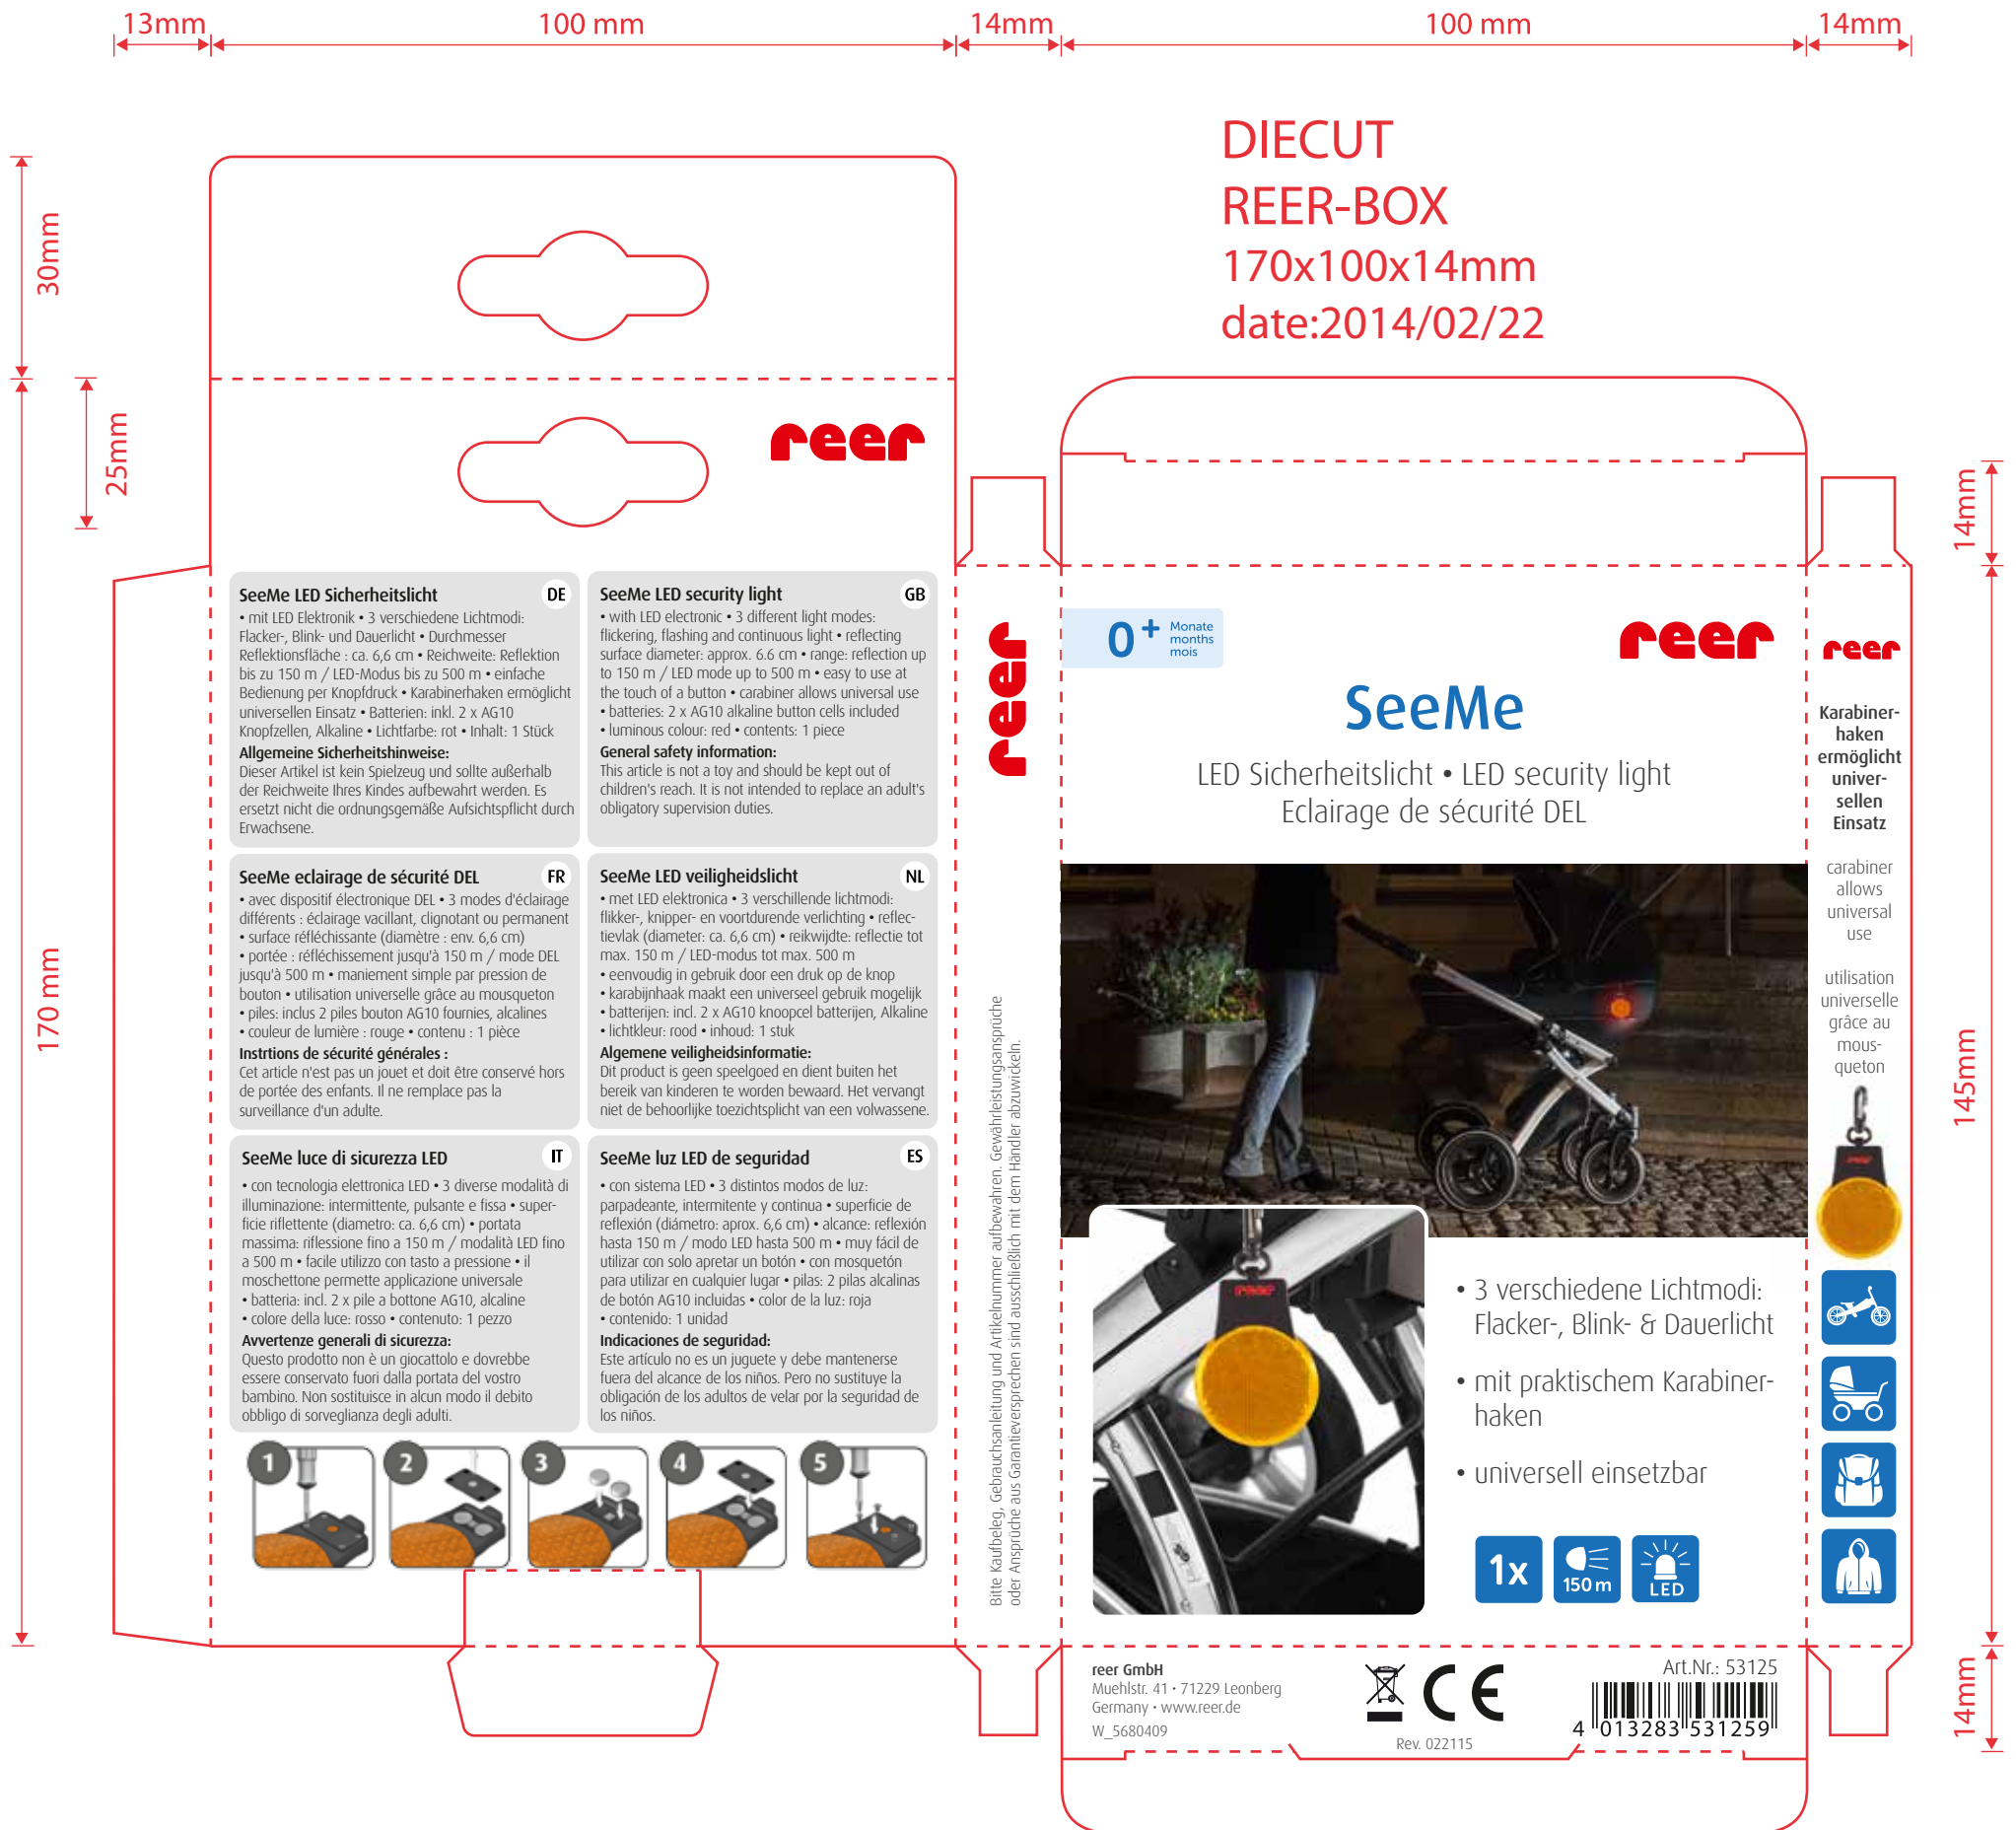 13mm
100 mm
14mm
100 mm
14mm
DIECUT
REER-BOX
170x100x14mm
date:2014/02/22
30mm
25mm
170 mm
14mm
145mm
14mm
reer
SeeMe LED Sicherheitslicht
DE
• mit LED Elektronik • 3 verschiedene Lichtmodi:
Flacker-, Blink- und Dauerlicht • Durchmesser
Reflektionsfläche : ca. 6,6 cm • Reichweite: Reflektion
bis zu 150 m / LED-Modus bis zu 500 m • einfache
Bedienung per Knopfdruck • Karabinerhaken ermöglicht
universellen Einsatz • Batterien: inkl. 2 x AG10
Knopfzellen, Alkaline • Lichtfarbe: rot • Inhalt: 1 Stück
Allgemeine Sicherheitshinweise:
Dieser Artikel ist kein Spielzeug und sollte außerhalb
der Reichweite Ihres Kindes aufbewahrt werden. Es
ersetzt nicht die ordnungsgemäße Aufsichtspflicht durch
Erwachsene.
SeeMe LED security light
GB
• with LED electronic • 3 different light modes:
flickering, flashing and continuous light • reflecting
surface diameter: approx. 6.6 cm • range: reflection up
to 150 m / LED mode up to 500 m • easy to use at
the touch of a button • carabiner allows universal use
• batteries: 2 x AG10 alkaline button cells included
• luminous colour: red • contents: 1 piece
General safety information:
This article is not a toy and should be kept out of
children's reach. It is not intended to replace an adult's
obligatory supervision duties.
SeeMe eclairage de sécurité DEL
FR
• avec dispositif électronique DEL • 3 modes d'éclairage
différents : éclairage vacillant, clignotant ou permanent
• surface réfléchissante (diamètre : env. 6,6 cm)
• portée : réfléchissement jusqu'à 150 m / mode DEL
jusqu'à 500 m • maniement simple par pression de
bouton • utilisation universelle grâce au mousqueton
• piles: inclus 2 piles bouton AG10 fournies, alcalines
• couleur de lumière : rouge • contenu : 1 pièce
Instrtions de sécurité générales :
Cet article n'est pas un jouet et doit être conservé hors
de portée des enfants. Il ne remplace pas la
surveillance d'un adulte.
SeeMe LED veiligheidslicht
NL
• met LED elektronica • 3 verschillende lichtmodi:
flikker-, knipper- en voortdurende verlichting • reflec-
tievlak (diameter: ca. 6,6 cm) • reikwijdte: reflectie tot
max. 150 m / LED-modus tot max. 500 m
• eenvoudig in gebruik door een druk op de knop
• karabijnhaak maakt een universeel gebruik mogelijk
• batterijen: incl. 2 x AG10 knoopcel batterijen, Alkaline
• lichtkleur: rood • inhoud: 1 stuk
Algemene veiligheidsinformatie:
Dit product is geen speelgoed en dient buiten het
bereik van kinderen te worden bewaard. Het vervangt
niet de behoorlijke toezichtsplicht van een volwassene.
SeeMe luce di sicurezza LED
IT
• con tecnologia elettronica LED • 3 diverse modalità di
illuminazione: intermittente, pulsante e fissa • super-
ficie riflettente (diametro: ca. 6,6 cm) • portata
massima: riflessione fino a 150 m / modalità LED fino
a 500 m • facile utilizzo con tasto a pressione • il
moschettone permette applicazione universale
• batteria: incl. 2 x pile a bottone AG10, alcaline
• colore della luce: rosso • contenuto: 1 pezzo
Avvertenze generali di sicurezza:
Questo prodotto non è un giocattolo e dovrebbe
essere conservato fuori dalla portata del vostro
bambino. Non sostituisce in alcun modo il debito
obbligo di sorveglianza degli adulti.
SeeMe luz LED de seguridad
ES
• con sistema LED • 3 distintos modos de luz:
parpadeante, intermitente y continua • superficie de
reflexión (diámetro: aprox. 6,6 cm) • alcance: reflexión
hasta 150 m / modo LED hasta 500 m • muy fácil de
utilizar con solo apretar un botón • con mosquetón
para utilizar en cualquier lugar • pilas: 2 pilas alcalinas
de botón AG10 incluidas • color de la luz: roja
• contenido: 1 unidad
Indicaciones de seguridad:
Este artículo no es un juguete y debe mantenerse
fuera del alcance de los niños. Pero no sustituye la
obligación de los adultos de velar por la seguridad de
los niños.
1
2
3
4
5
reer
Bitte Kaufbeleg, Gebrauchsanleitung und Artikelnummer aufbewahren. Gewährleistungsansprüche
oder Ansprüche aus Garantieversprechen sind ausschließlich mit dem Händler abzuwickeln.
0+
Monate
months
mois
reer
SeeMe
LED Sicherheitslicht • LED security light
Eclairage de sécurité DEL
reer
• 3 verschiedene Lichtmodi:
Flacker-, Blink- & Dauerlicht
• mit praktischem Karabiner-
haken
• universell einsetzbar
1x
150 m
LED
reer
Karabiner-
haken
ermöglicht
univer-
sellen
Einsatz
carabiner
allows
universal
use
utilisation
universelle
grâce au
mous-
queton
reer
reer GmbH
Muehlstr. 41 • 71229 Leonberg
Germany • www.reer.de
W_5680409
CE
Rev. 022115
Art.Nr.: 53125
4 013283 531259